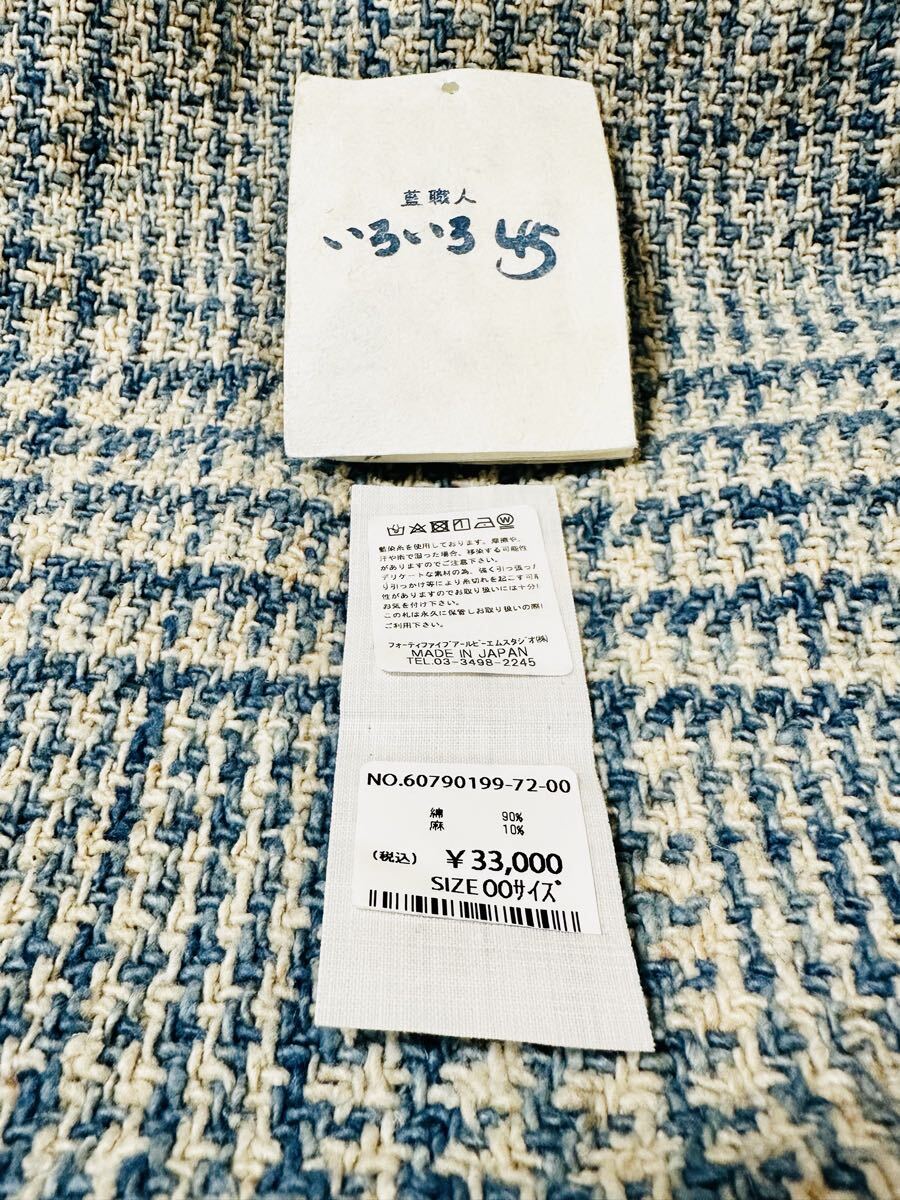 藍職人
いろいろ45
藍染糸を使用しております。摩擦や、
汗や雨で湿った場合、移染する可能性
がありますのでご注意下さい。
デリケートな素材の為、強く引っ張った
り引っかけ等により糸切れを起こす可能
性がありますのでお取り扱いには十分
お気を付け下さい。
この札は永久に保管しお取り扱いの際
ご利用下さい。
フォーティファイブアールピーエムスタジオ(株)
MADE IN JAPAN
TEL.03-3498-2245
NO.60790199-72-00
綿 90%
麻 10%
(税込) ¥33,000
SIZE 00サイズ